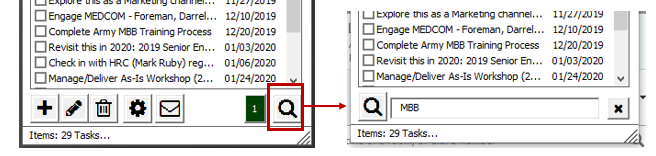 Explore this as a Marketing channel... 11/27/2019
Engage MEDCOM - Foreman, Darrel... 12/10/2019
Complete Army MBB Training Process 12/20/2019
Revisit this in 2020: 2019 Senior En... 01/03/2020
Check in with HRC (Mark Ruby) reg... 01/06/2020
Manage/Deliver As-Is Workshop (2... 01/24/2020
1
Items: 29 Tasks...
Explore this as a Marketing channel... 11/27/2019
Engage MEDCOM - Foreman, Darrel... 12/10/2019
Complete Army MBB Training Process 12/20/2019
Revisit this in 2020: 2019 Senior En... 01/03/2020
Manage/Deliver As-Is Workshop (2... 01/24/2020
MBB
Items: 29 Tasks...